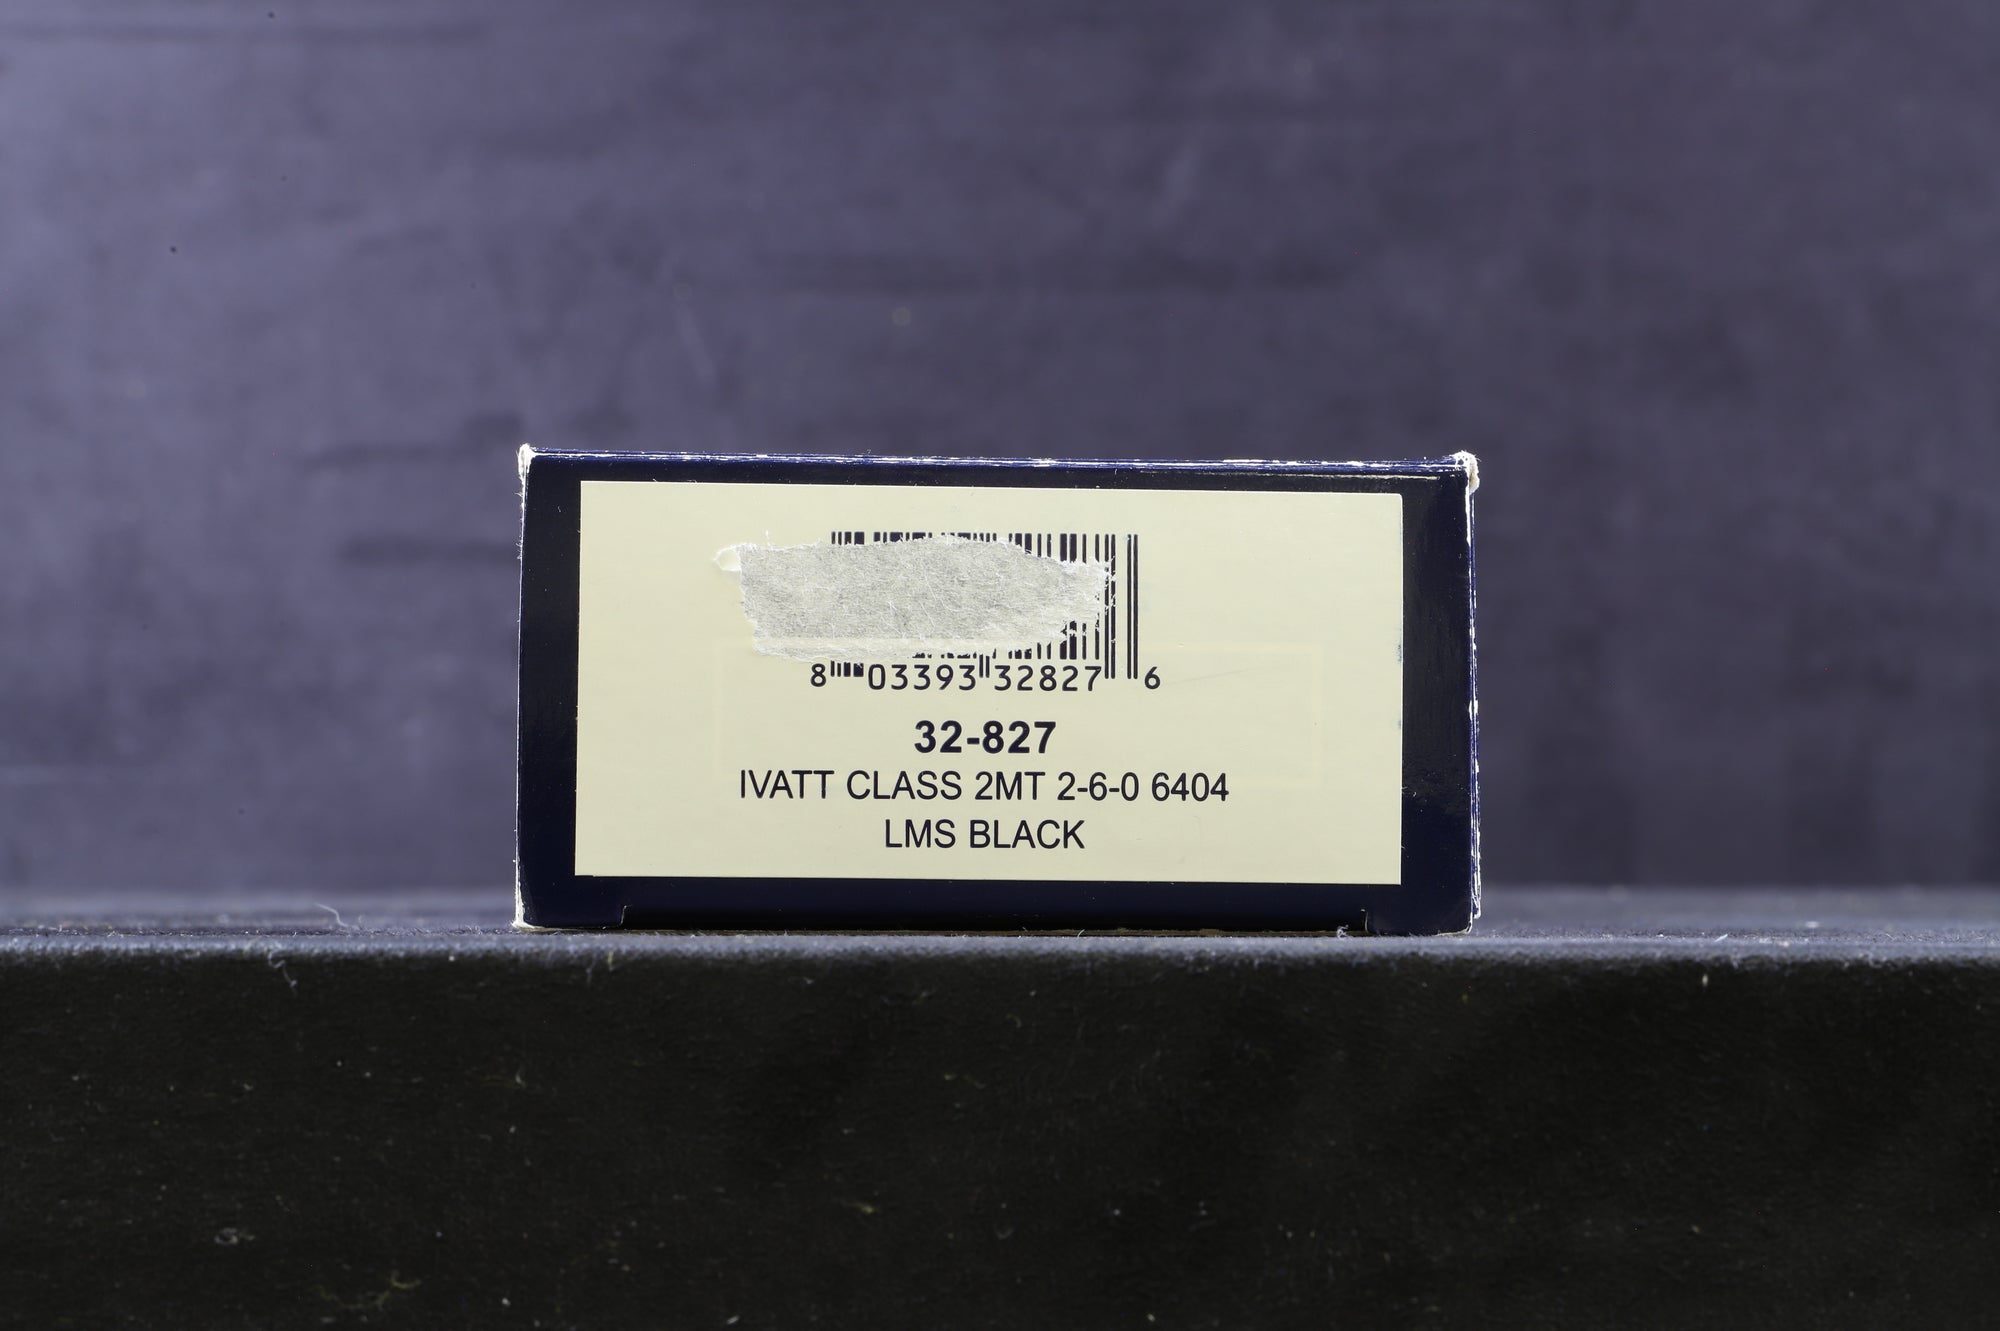 8 03393 32827 6
32-827
IVATT CLASS 2MT 2-6-0 6404
LMS BLACK